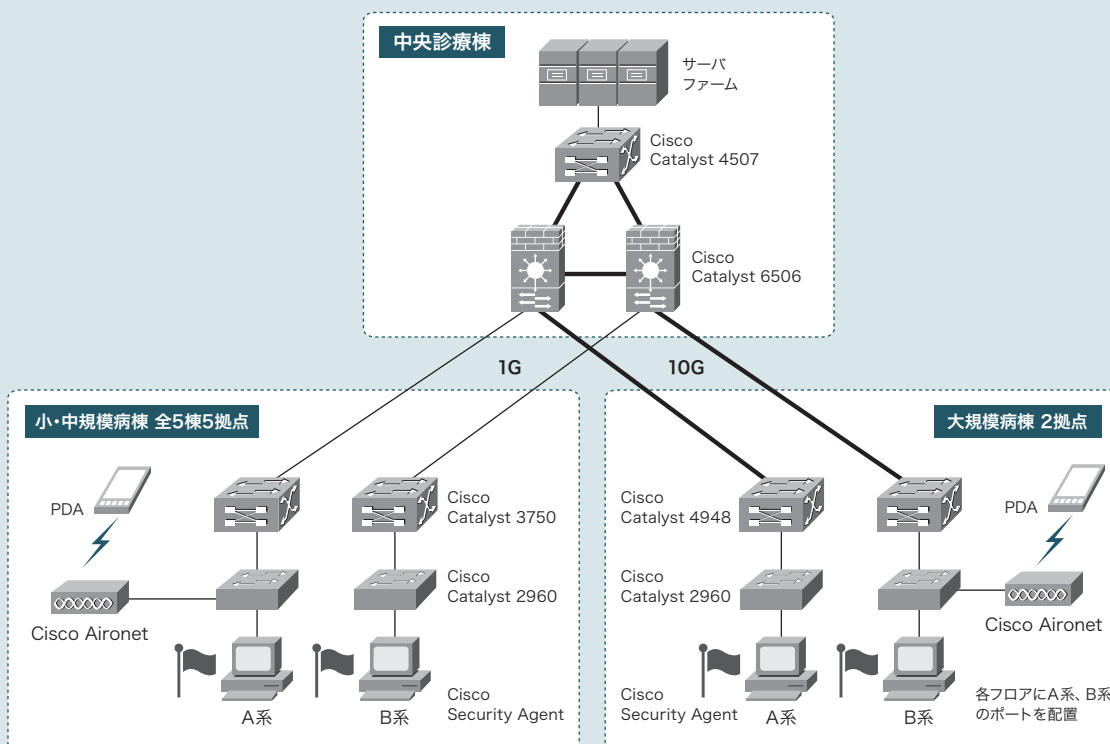 中央診療棟
サーバ
ファーム
Cisco
Catalyst 4507
Cisco
Catalyst 6506
1G
10G
小・中規模病棟 全5棟5拠点
大規模病棟 2拠点
PDA
Cisco
Catalyst 3750
Cisco
Catalyst 2960
Cisco Aironet
A系
B系
Cisco
Security Agent
Cisco
Catalyst 4948
Cisco
Catalyst 2960
PDA
Cisco Aironet
Cisco
Security Agent
A系
B系
各フロアにA系、B系
のポートを配置